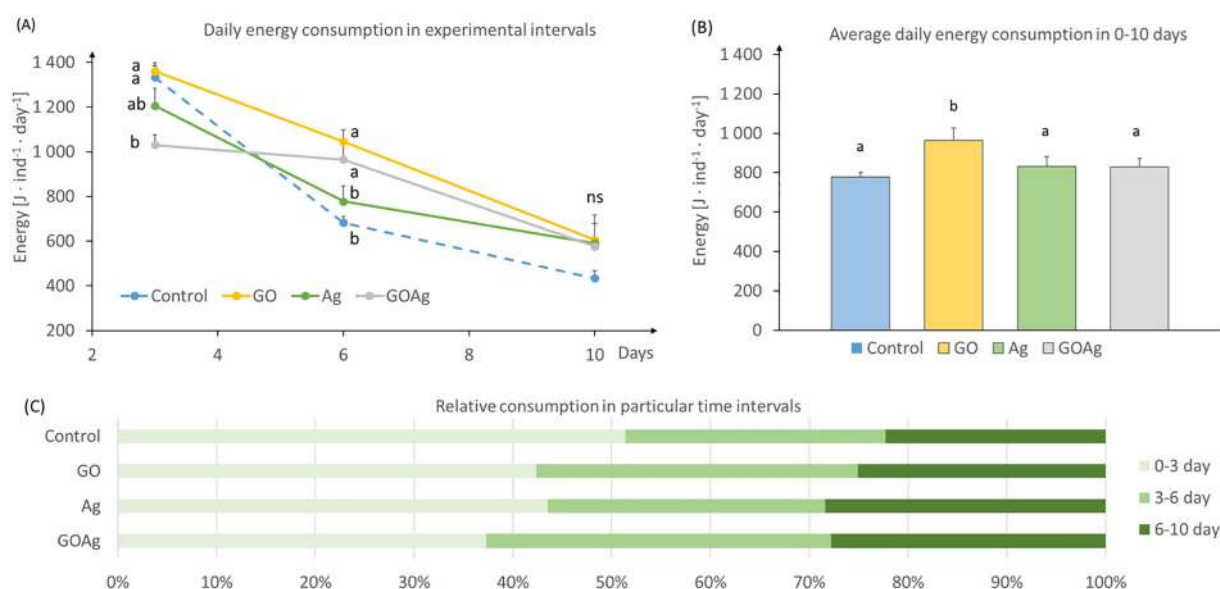 (A)
Daily energy consumption in experimental intervals
Energy [J · ind⁻¹ · day⁻¹]
1 400
1 200
1 000
800
600
400
200
a
a
ab
b
a
a
b
b
ns
Control GO Ag GOAg
2 4 6 8 10 Days
(B)
Average daily energy consumption in 0-10 days
Energy [J · ind⁻¹ · day⁻¹]
1 400
1 200
1 000
800
600
400
200
0
a b a a
Control GO Ag GOAg
(C)
Relative consumption in particular time intervals
Control
GO
Ag
GOAg
0% 10% 20% 30% 40% 50% 60% 70% 80% 90% 100%
0-3 day
3-6 day
6-10 day